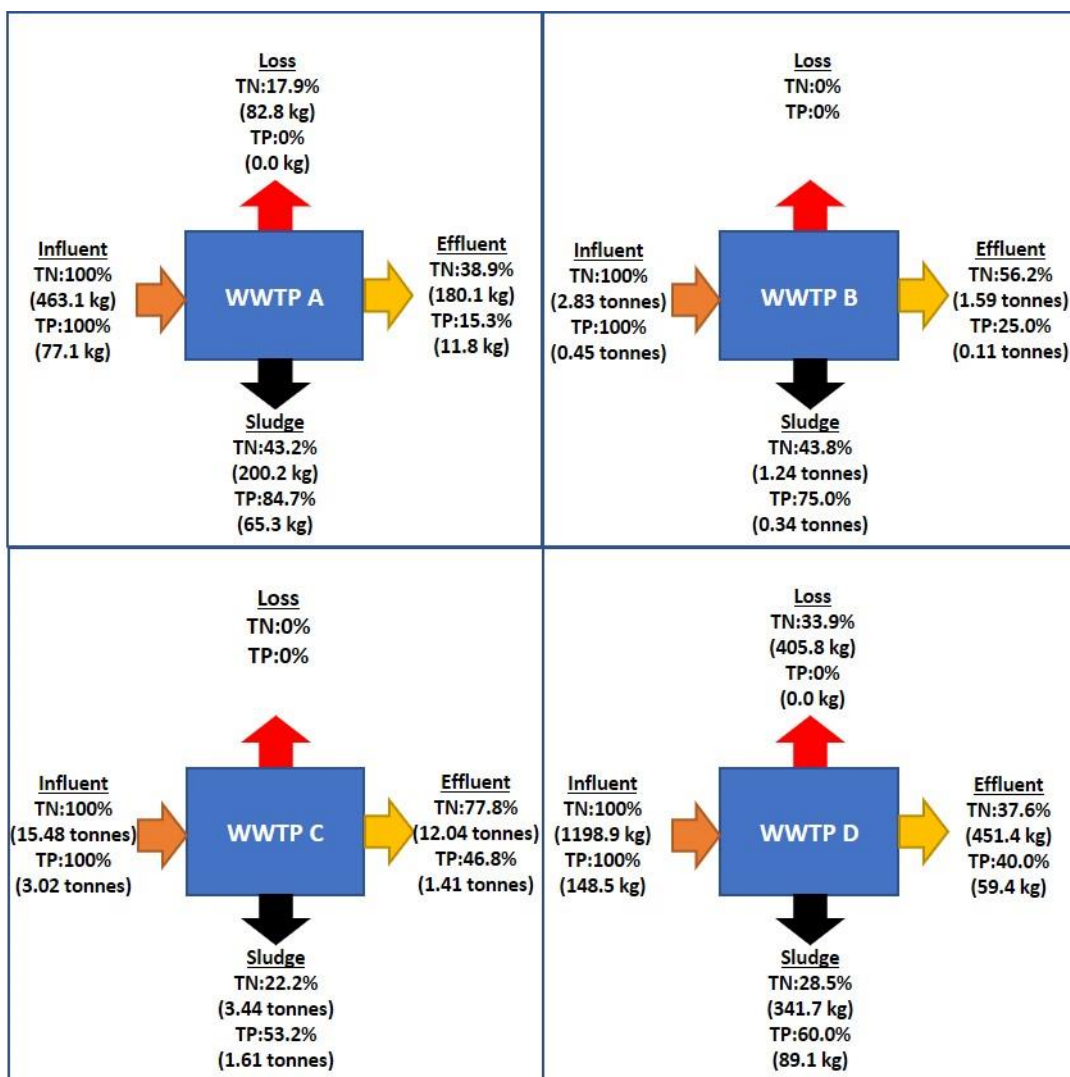 Loss
TN:17.9%
(82.8 kg)
TP:0%
(0.0 kg)
Influent
TN:100%
(463.1 kg)
TP:100%
(77.1 kg)
WWTP A
Effluent
TN:38.9%
(180.1 kg)
TP:15.3%
(11.8 kg)
Sludge
TN:43.2%
(200.2 kg)
TP:84.7%
(65.3 kg)
Loss
TN:0%
TP:0%
Influent
TN:100%
(2.83 tonnes)
TP:100%
(0.45 tonnes)
WWTP B
Effluent
TN:56.2%
(1.59 tonnes)
TP:25.0%
(0.11 tonnes)
Sludge
TN:43.8%
(1.24 tonnes)
TP:75.0%
(0.34 tonnes)
Loss
TN:0%
TP:0%
Influent
TN:100%
(15.48 tonnes)
TP:100%
(3.02 tonnes)
WWTP C
Effluent
TN:77.8%
(12.04 tonnes)
TP:46.8%
(1.41 tonnes)
Sludge
TN:22.2%
(3.44 tonnes)
TP:53.2%
(1.61 tonnes)
Loss
TN:33.9%
(405.8 kg)
TP:0%
(0.0 kg)
Influent
TN:100%
(1198.9 kg)
TP:100%
(148.5 kg)
WWTP D
Effluent
TN:37.6%
(451.4 kg)
TP:40.0%
(59.4 kg)
Sludge
TN:28.5%
(341.7 kg)
TP:60.0%
(89.1 kg)